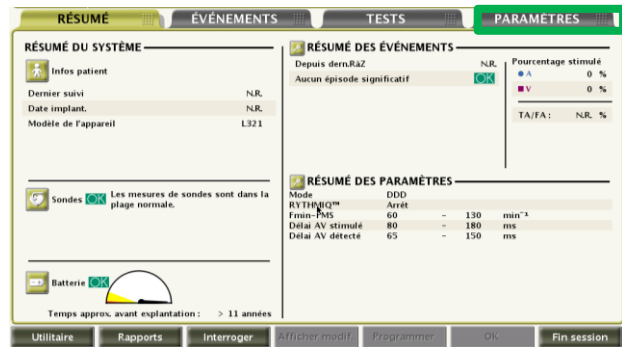 RÉSUMÉ ÉVÉNEMENTS TESTS PARAMÈTRES
RÉSUMÉ DU SYSTÈME
Infos patient
Dernier suivi N.R.
Date implant. N.R.
Modèle de l'appareil L321
Sondes OK Les mesures de sondes sont dans la
plage normale.
Batterie OK
Temps approx. avant explantation : > 11 années
RÉSUMÉ DES ÉVÉNEMENTS
Depuis dern.RàZ N.R.
Aucun épisode significatif OK
Pourcentage stimulé
A 0 %
V 0 %
TA/FA : N.R. %
RÉSUMÉ DES PARAMÈTRES
Mode DDD
RYTHMIQ™ Arrêt
Fmin-FMS 60 - 130 min⁻¹
Délai AV stimulé 80 - 180 ms
Délai AV détecté 65 - 150 ms
Utilitaire Rapports Interroger Afficher modif. Programmer OK Fin session